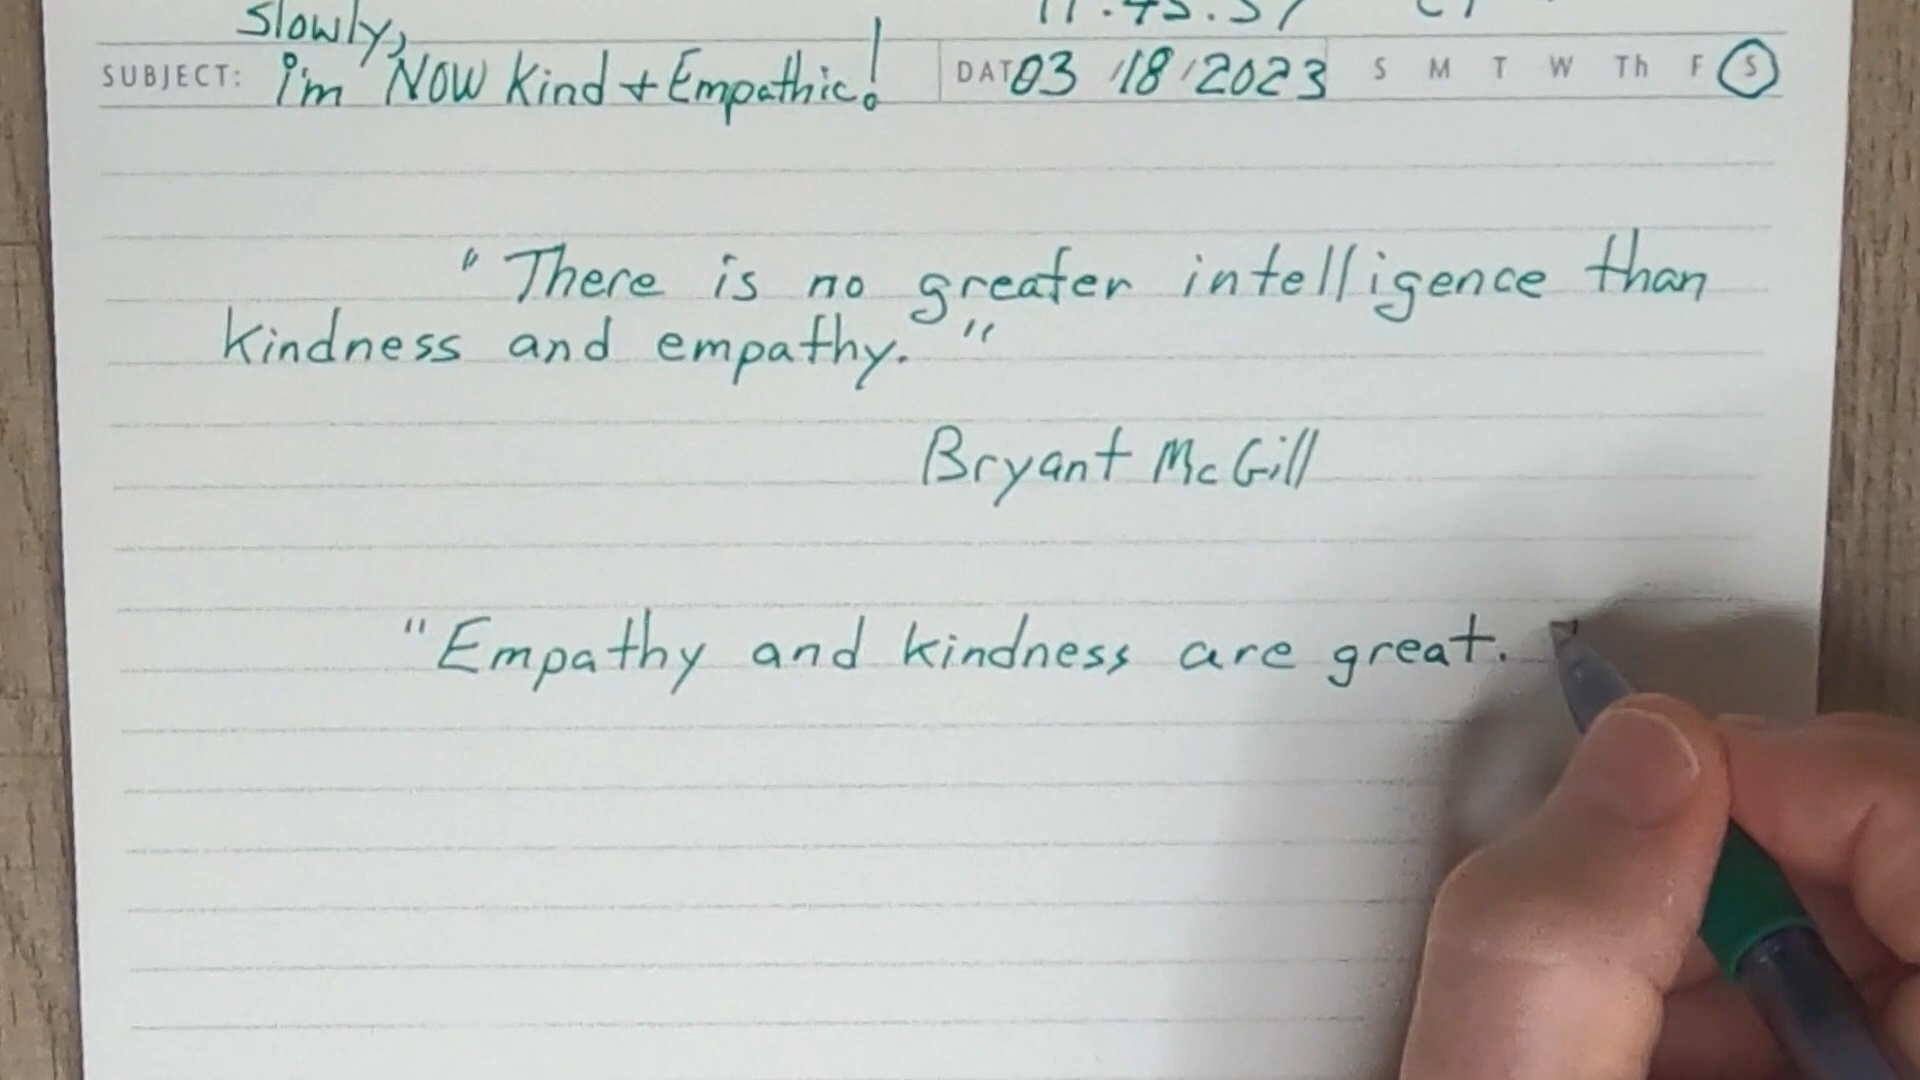 Slowly,
SUBJECT: i'm NOW Kind + Empathic! DATE 03/18/2023 S M T W Th F S
"There is no greater intelligence than
kindness and empathy."
Bryant McGill
"Empathy and kindness are great."